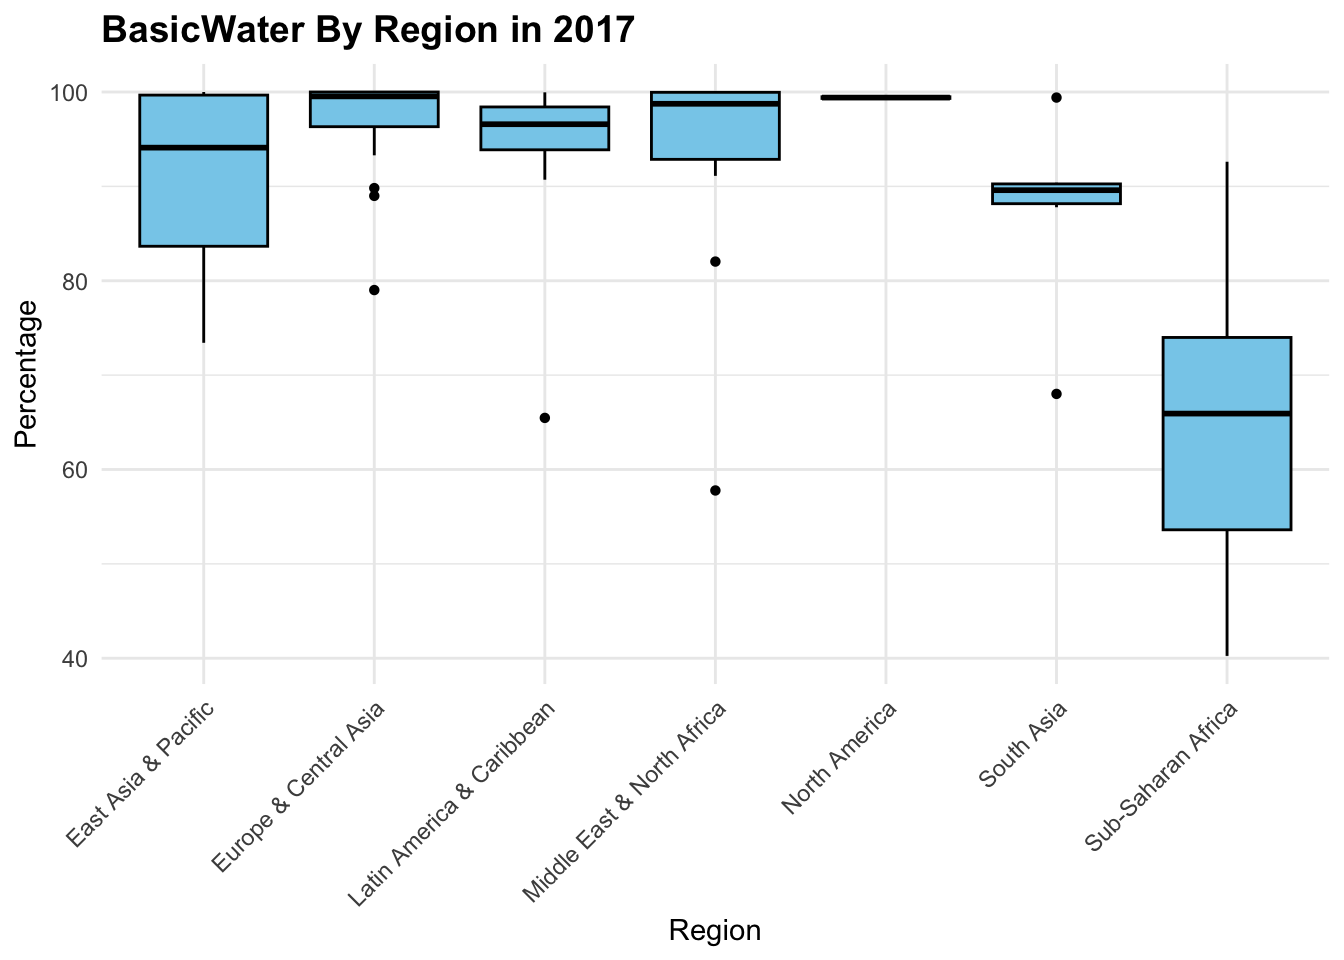 BasicWater By Region in 2017
Percentage
100
80
60
40
East Asia & Pacific
Europe & Central Asia
Latin America & Caribbean
Middle East & North Africa
North America
South Asia
Sub-Saharan Africa
Region